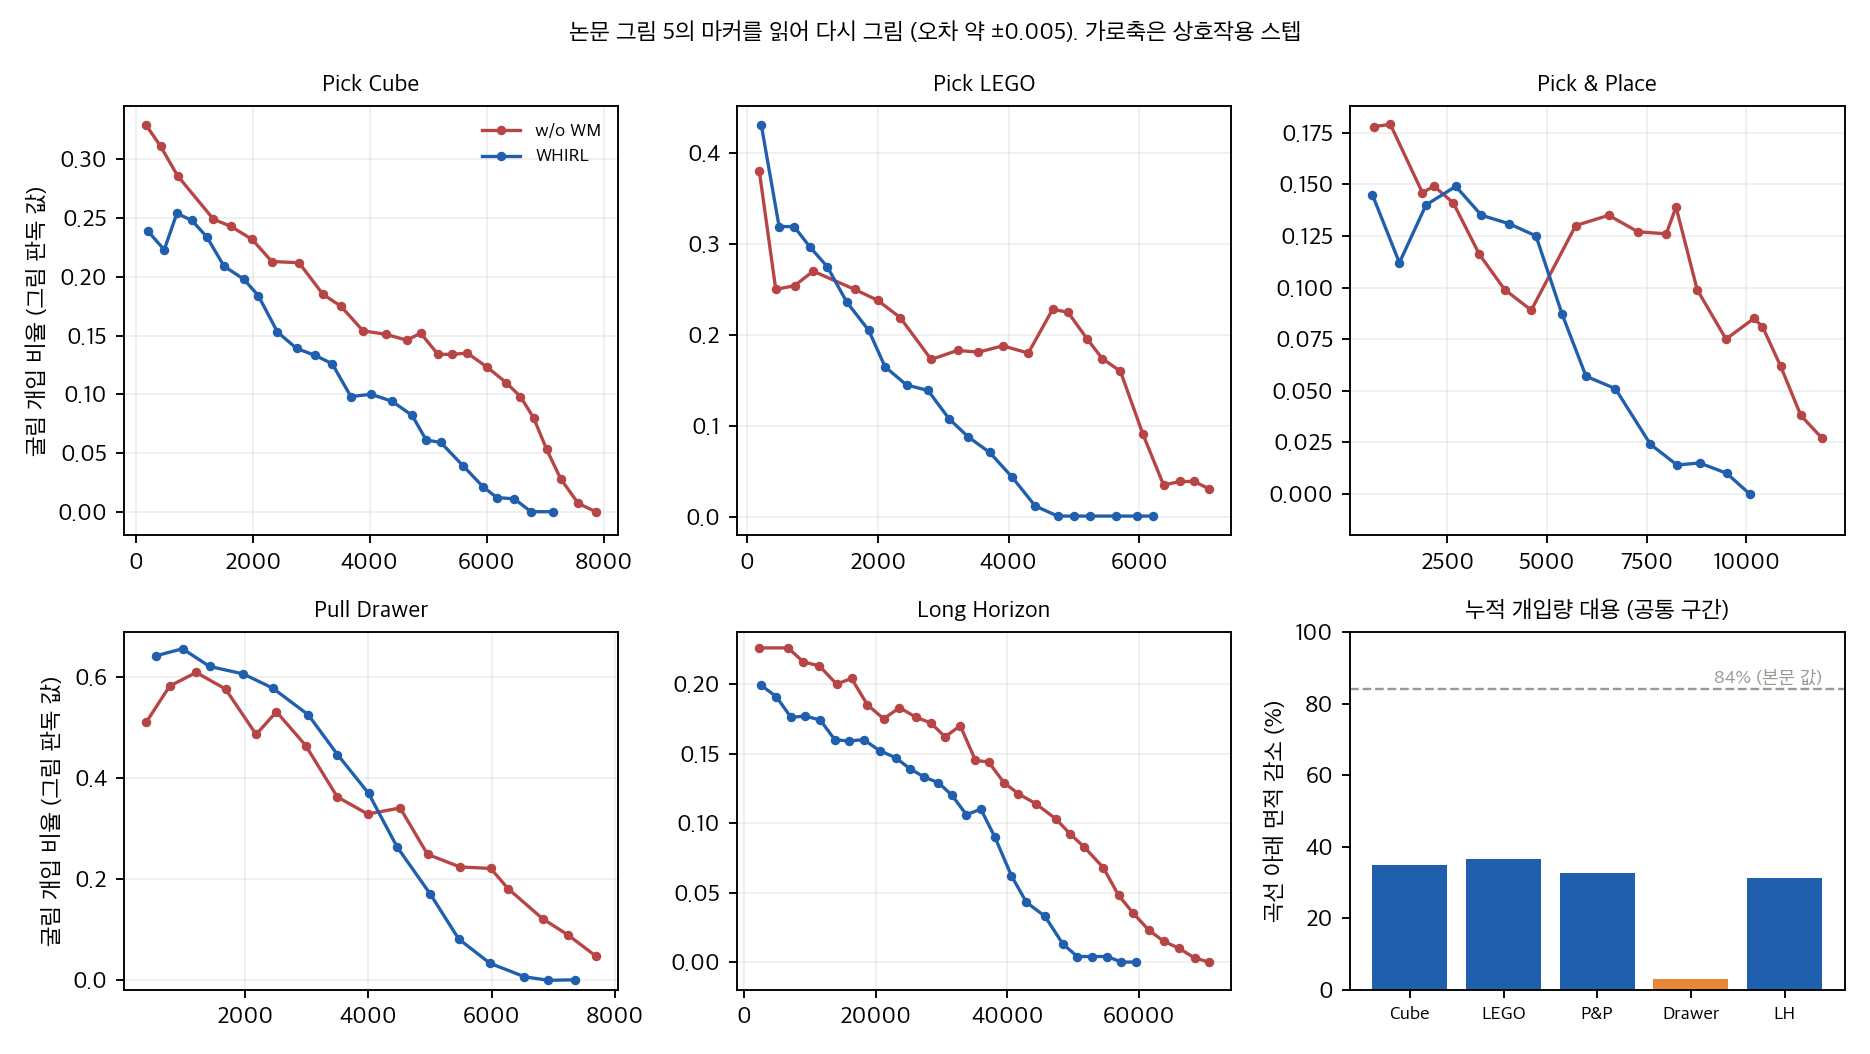 논문 그림 5의 마커를 읽어 다시 그림 (오차 약 ±0.005). 가로축은 상호작용 스텝
Pick Cube
굴림 개입 비율 (그림 판독 값)
0.30
0.25
0.20
0.15
0.10
0.05
0.00
0 2000 4000 6000 8000
w/o WM
WHIRL
Pick LEGO
0.4
0.3
0.2
0.1
0.0
0 2000 4000 6000
Pick & Place
0.175
0.150
0.125
0.100
0.075
0.050
0.025
0.000
2500 5000 7500 10000
Pull Drawer
굴림 개입 비율 (그림 판독 값)
0.6
0.4
0.2
0.0
2000 4000 6000 8000
Long Horizon
0.20
0.15
0.10
0.05
0.00
0 20000 40000 60000
누적 개입량 대용 (공통 구간)
곡선 아래 면적 감소 (%)
100
80
60
40
20
0
84% (본문 값)
Cube LEGO P&P Drawer LH